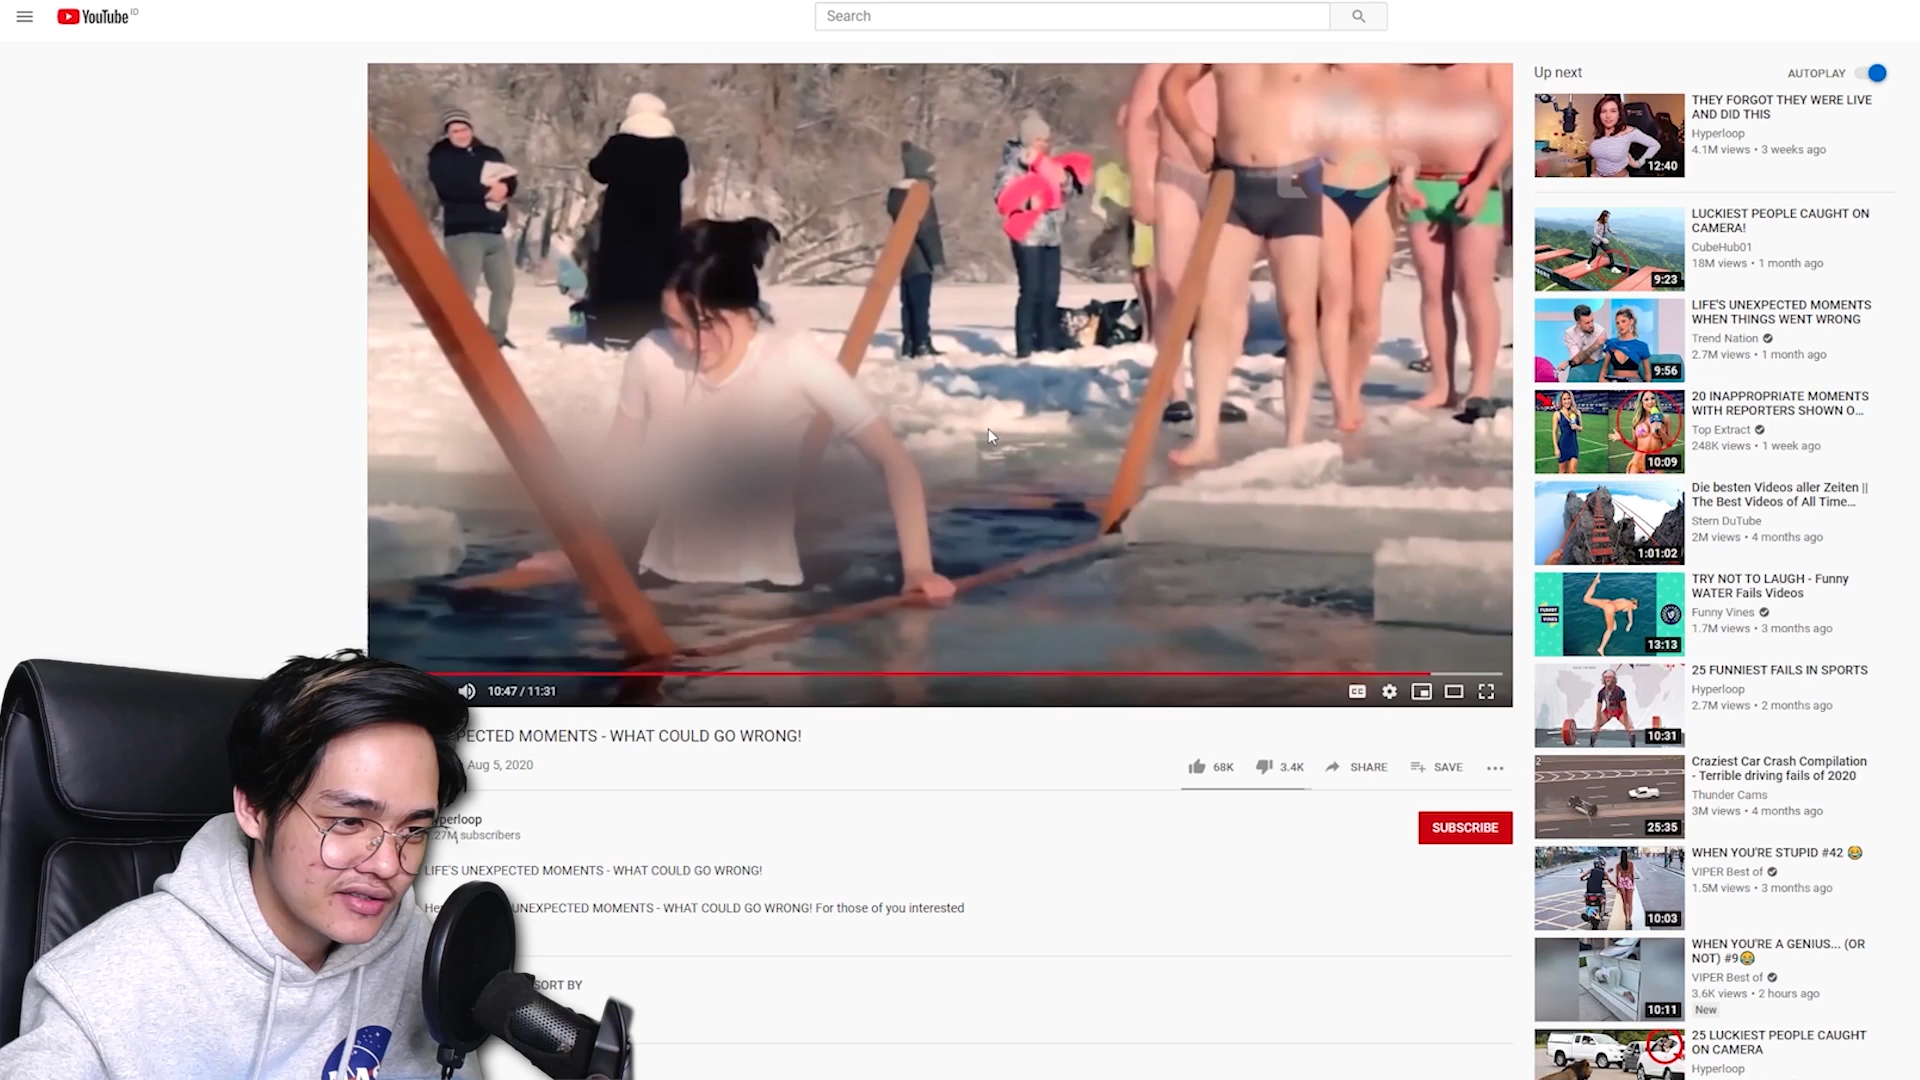 YouTube ID
Search
10:47 / 11:31
CC
PECTED MOMENTS - WHAT COULD GO WRONG!
Aug 5, 2020
68K
3.4K
SHARE
SAVE
yperloop
27M subscribers
SUBSCRIBE
LIFE'S UNEXPECTED MOMENTS - WHAT COULD GO WRONG!
UNEXPECTED MOMENTS - WHAT COULD GO WRONG! For those of you interested
SORT BY
Up next
AUTOPLAY
THEY FORGOT THEY WERE LIVE
AND DID THIS
Hyperloop
4.1M views • 3 weeks ago
12:40
LUCKIEST PEOPLE CAUGHT ON
CAMERA!
CubeHub01
18M views • 1 month ago
9:23
LIFE'S UNEXPECTED MOMENTS
WHEN THINGS WENT WRONG
Trend Nation
2.7M views • 1 month ago
9:56
20 INAPPROPRIATE MOMENTS
WITH REPORTERS SHOWN O...
Top Extract
248K views • 1 week ago
10:09
Die besten Videos aller Zeiten ||
The Best Videos of All Time...
Stern DuTube
2M views • 4 months ago
1:01:02
TRY NOT TO LAUGH - Funny
WATER Fails Videos
Funny Vines
1.7M views • 3 months ago
13:13
25 FUNNIEST FAILS IN SPORTS
Hyperloop
2.7M views • 2 months ago
10:31
Craziest Car Crash Compilation
- Terrible driving fails of 2020
Thunder Cams
3M views • 4 months ago
25:35
WHEN YOU'RE STUPID #42 😂
VIPER Best of
1.5M views • 3 months ago
10:03
WHEN YOU'RE A GENIUS... (OR
NOT) #9😂
VIPER Best of
3.6K views • 2 hours ago
New
10:11
25 LUCKIEST PEOPLE CAUGHT
ON CAMERA
Hyperloop